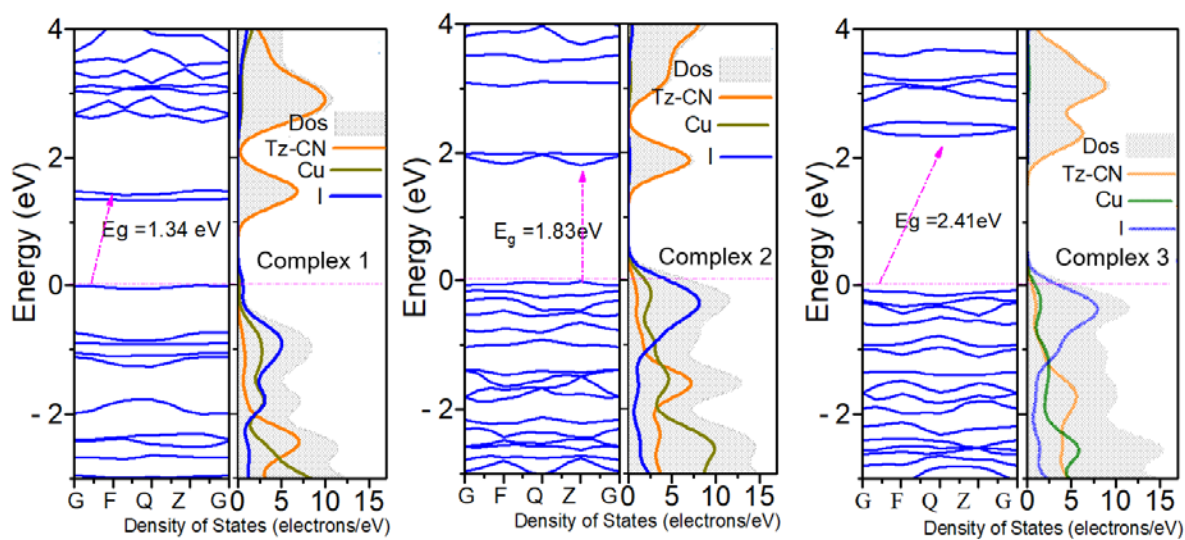 4
2
0
-2
Energy (eV)
Eg =1.34 eV
G F Q Z G
Dos
Tz-CN
Cu
I
Complex 1
0 5 10 15
Density of States (electrons/eV)
4
2
0
-2
Energy (eV)
Eg =1.83eV
G F Q Z G
Dos
Tz-CN
Cu
I
Complex 2
0 5 10 15
Density of States (electrons/eV)
4
2
0
-2
Energy (eV)
Eg =2.41eV
G F Q Z G
Dos
Tz-CN
Cu
I
Complex 3
0 5 10 15
Density of States (electrons/eV)